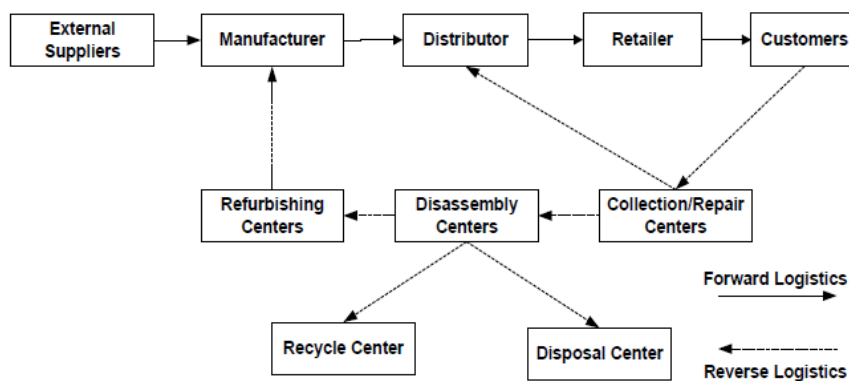 External
Suppliers
Manufacturer
Distributor
Retailer
Customers
Refurbishing
Centers
Disassembly
Centers
Collection/Repair
Centers
Forward Logistics
Recycle Center
Disposal Center
Reverse Logistics